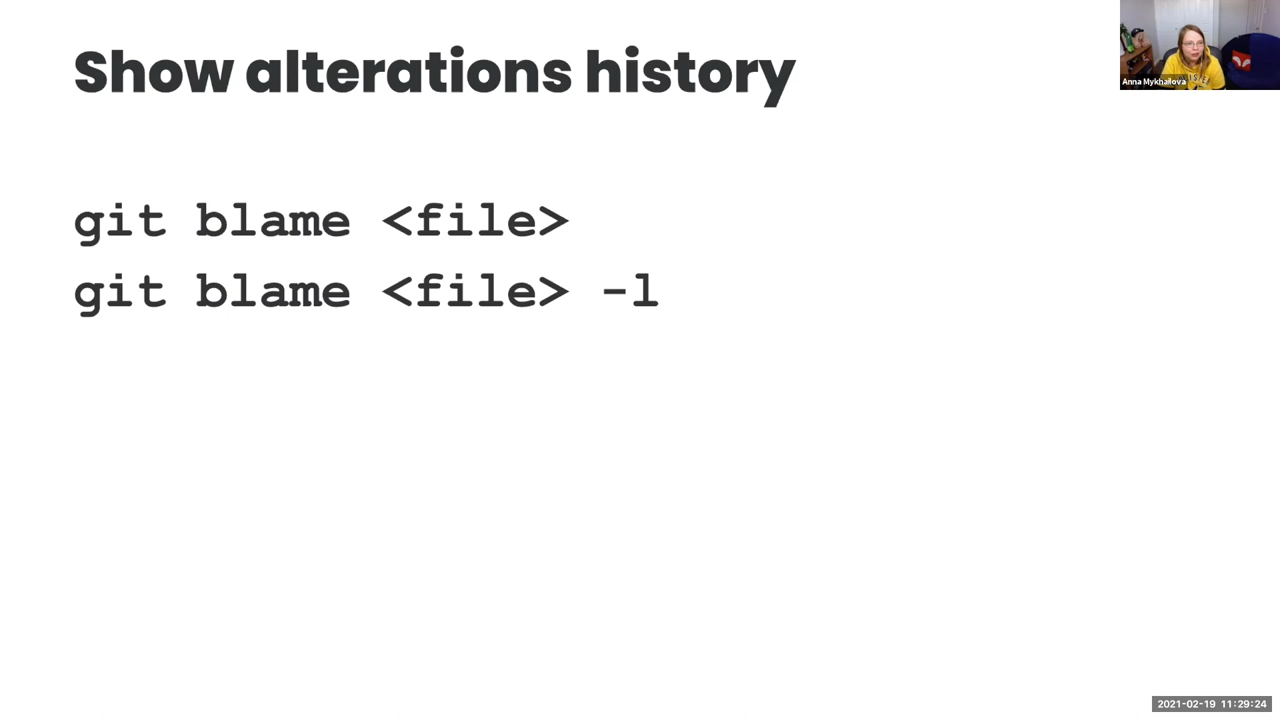 Show alterations history
Anna Mykhailova
git blame <file>
git blame <file> -l
2021-02-19 11:29:24